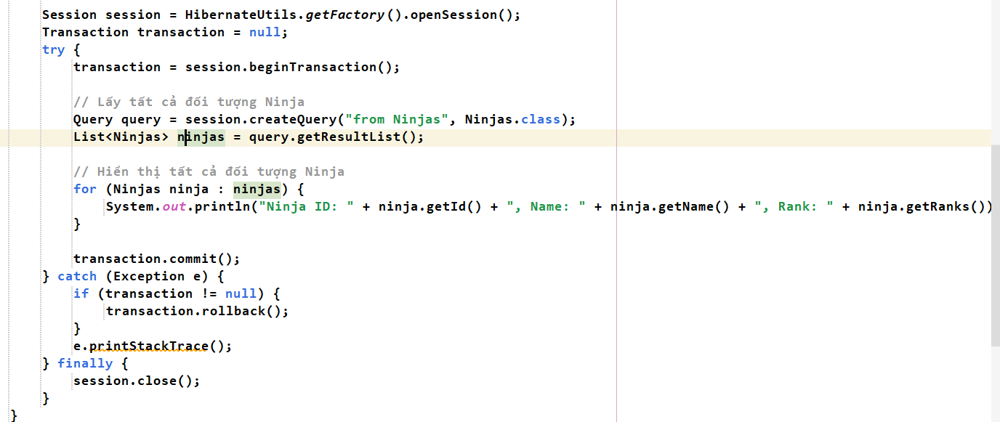 Session session = HibernateUtils.getFactory().openSession();
Transaction transaction = null;
try {
transaction = session.beginTransaction();
// Lấy tất cả đối tượng Ninja
Query query = session.createQuery("from Ninjas", Ninjas.class);
List<Ninjas> ninjas = query.getResultList();
// Hiển thị tất cả đối tượng Ninja
for (Ninjas ninja : ninjas) {
System.out.println("Ninja ID: " + ninja.getId() + ", Name: " + ninja.getName() + ", Rank: " + ninja.getRanks())
}
transaction.commit();
} catch (Exception e) {
if (transaction != null) {
transaction.rollback();
}
e.printStackTrace();
} finally {
session.close();
}
}